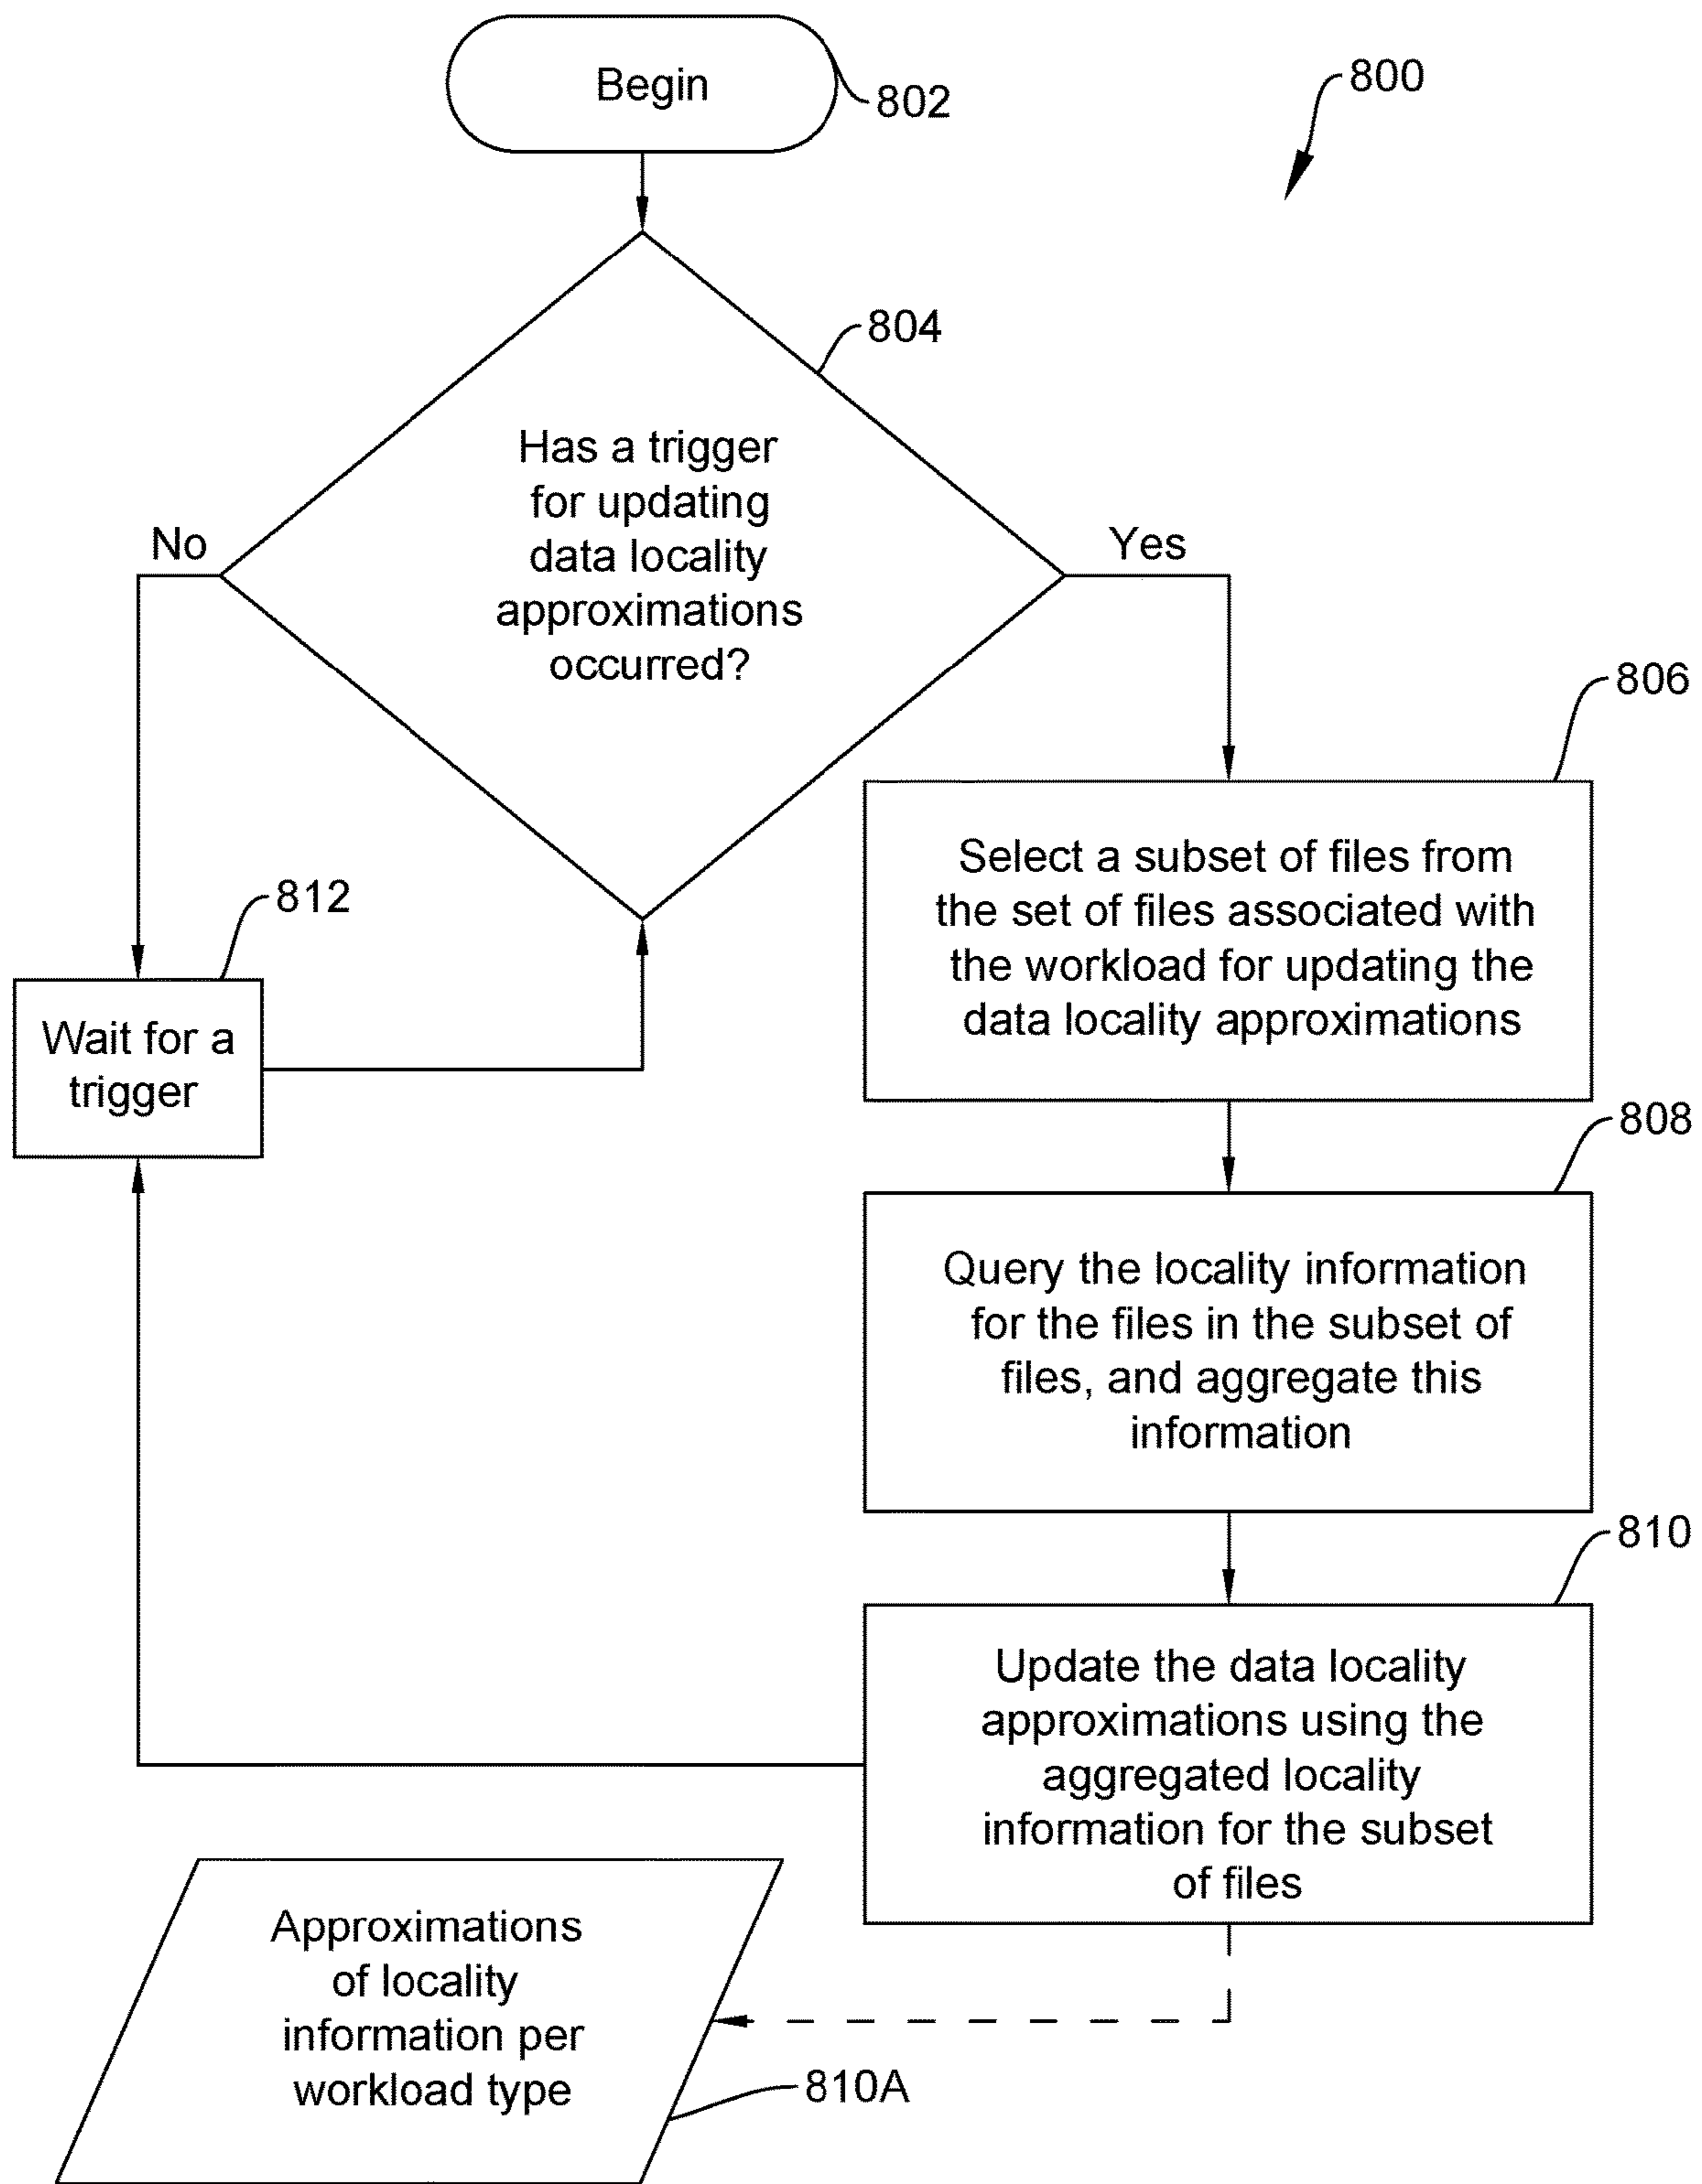 Begin
802
800
804
Has a trigger
for updating
data locality
approximations
occurred?
No
Yes
806
Select a subset of files from
the set of files associated with
the workload for updating the
data locality approximations
812
Wait for a
trigger
808
Query the locality information
for the files in the subset of
files, and aggregate this
information
810
Update the data locality
approximations using the
aggregated locality
information for the subset
of files
Approximations
of locality
information per
workload type
810A